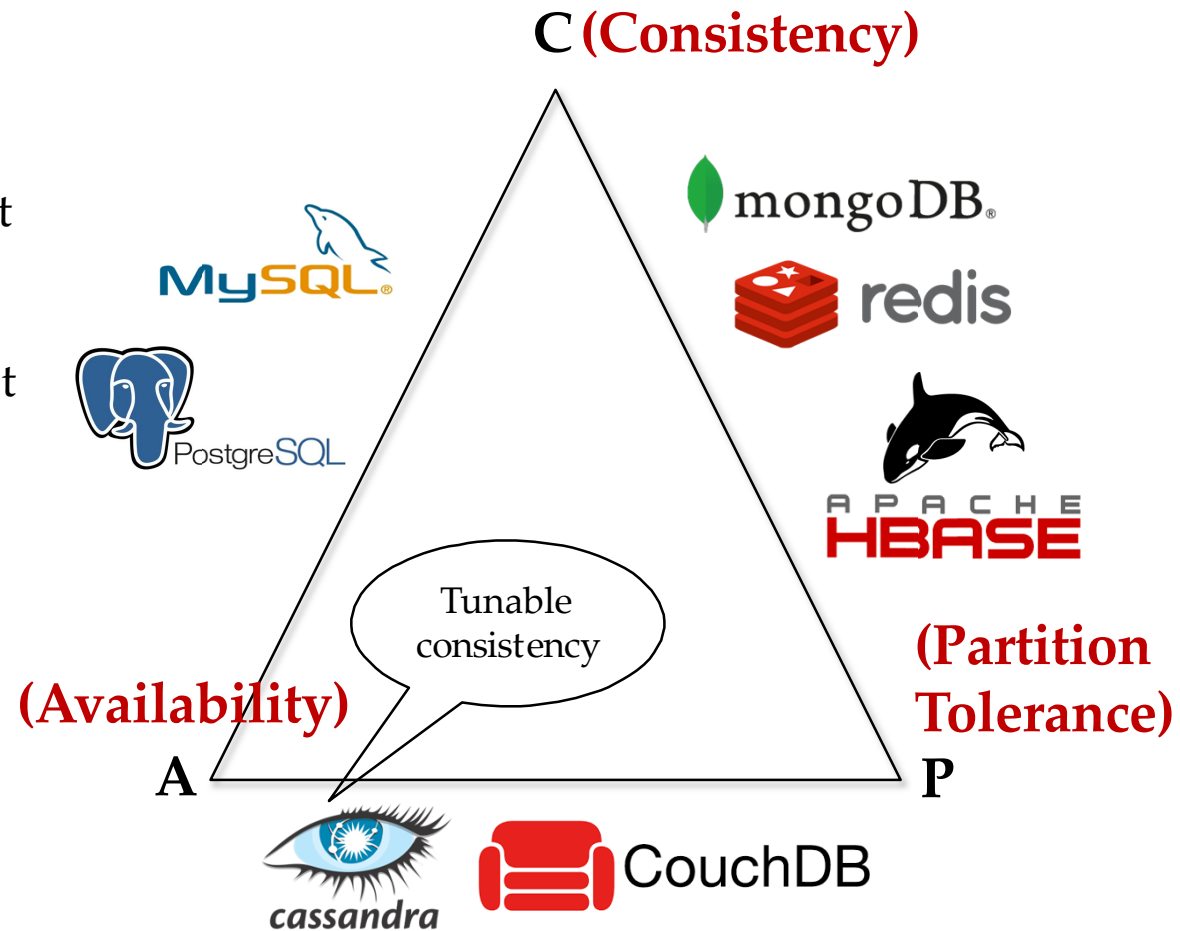 C (Consistency)
t
mongoDB®
MySQL®
redis
t
PostgreSQL
APACHE
HBASE
Tunable
consistency
(Partition
Tolerance)
(Availability)
A
P
cassandra
CouchDB